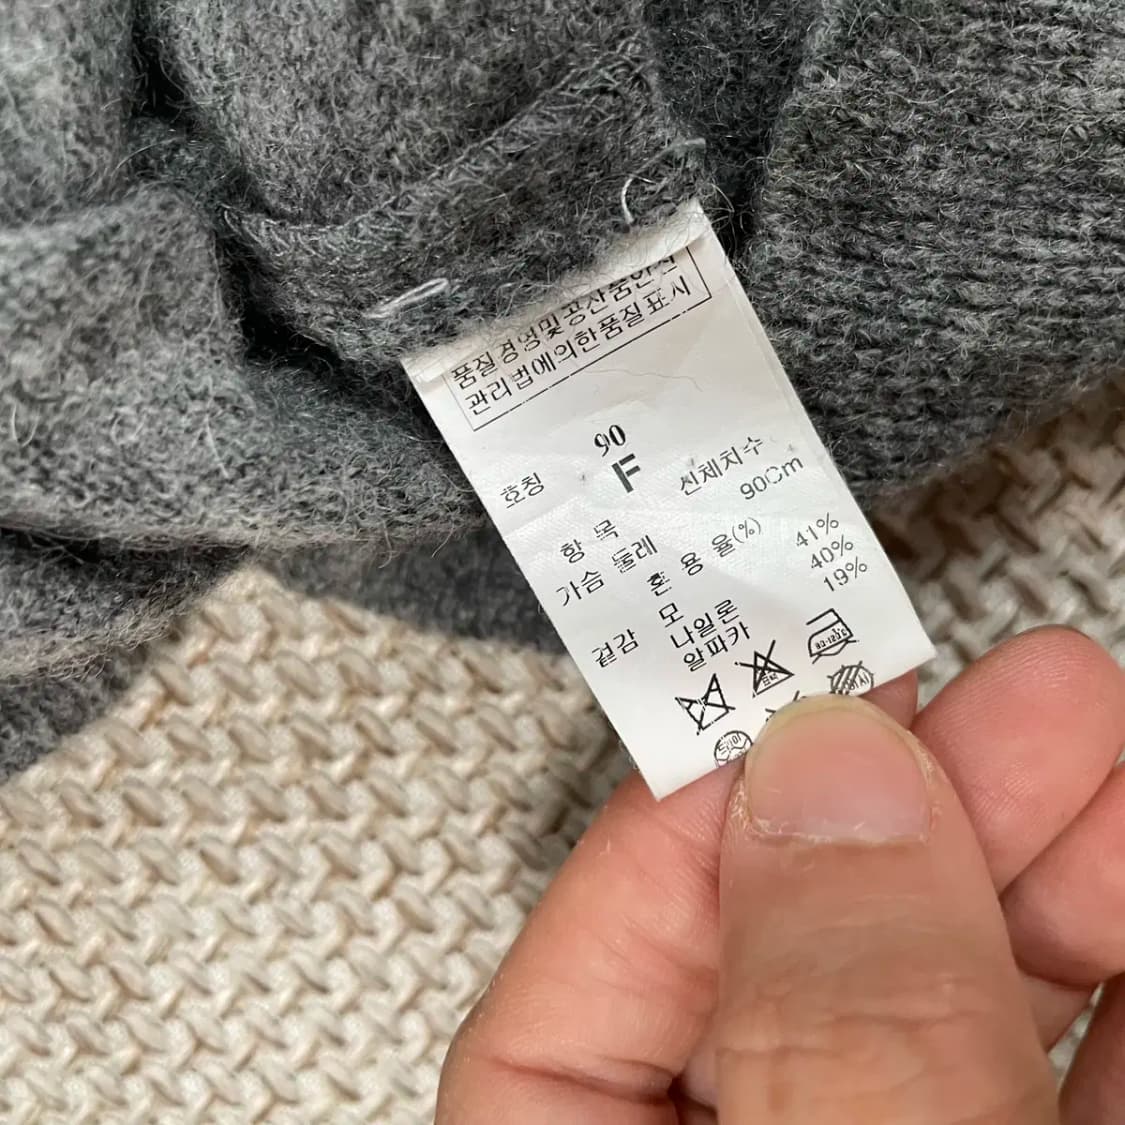 품질경영및공산품안전
관리법에의한품질표시
90
호칭 F 신체치수
90Cm
항 목
가슴 둘레
혼 용 율(%)
모 41%
겉감 나일론 40%
알파카 19%